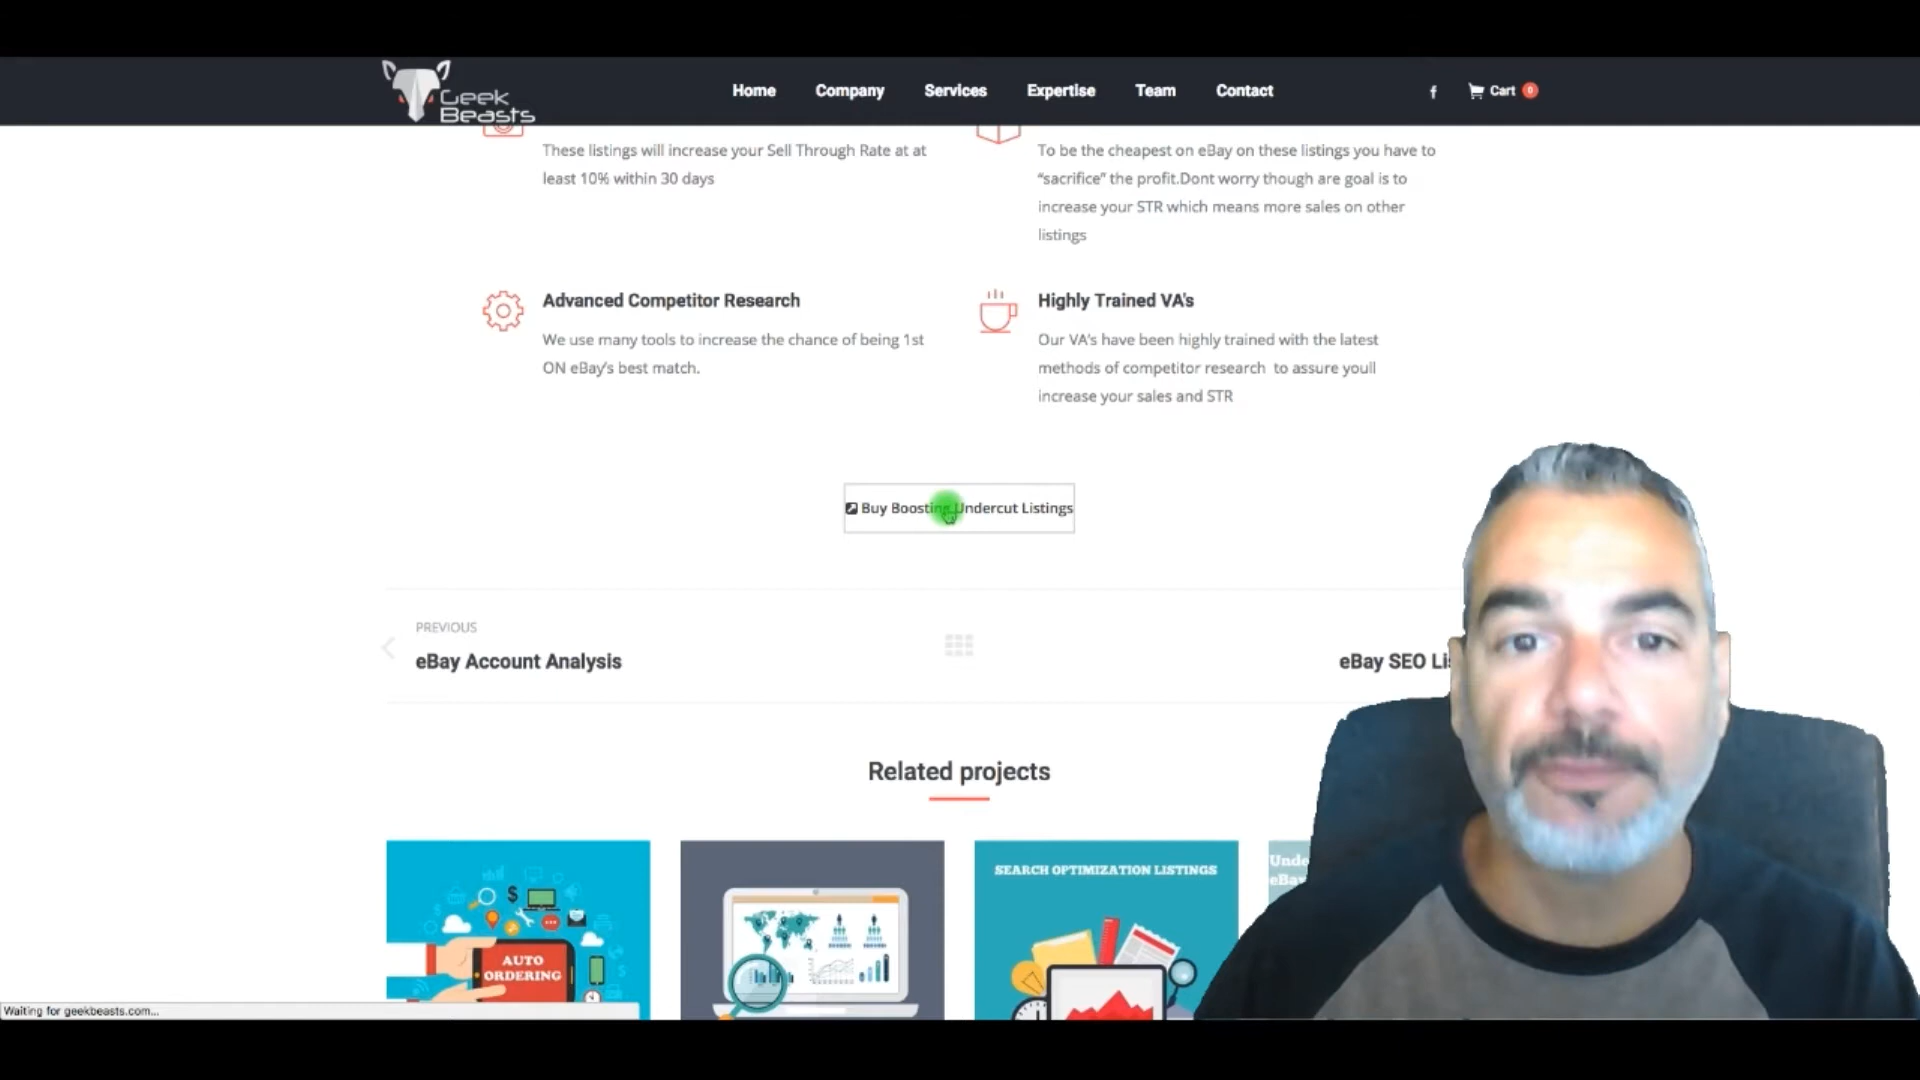 Geek
Beasts
Home
Company
Services
Expertise
Team
Contact
f
Cart 0
These listings will increase your Sell Through Rate at at
least 10% within 30 days
To be the cheapest on eBay on these listings you have to
“sacrifice” the profit.Dont worry though are goal is to
increase your STR which means more sales on other
listings
Advanced Competitor Research
We use many tools to increase the chance of being 1st
ON eBay’s best match.
Highly Trained VA's
Our VA’s have been highly trained with the latest
methods of competitor research to assure youll
increase your sales and STR
Buy Boosting Undercut Listings
PREVIOUS
eBay Account Analysis
eBay SEO
Related projects
AUTO
ORDERING
SEARCH OPTIMIZATION LISTINGS
Waiting for geekbeasts.com...